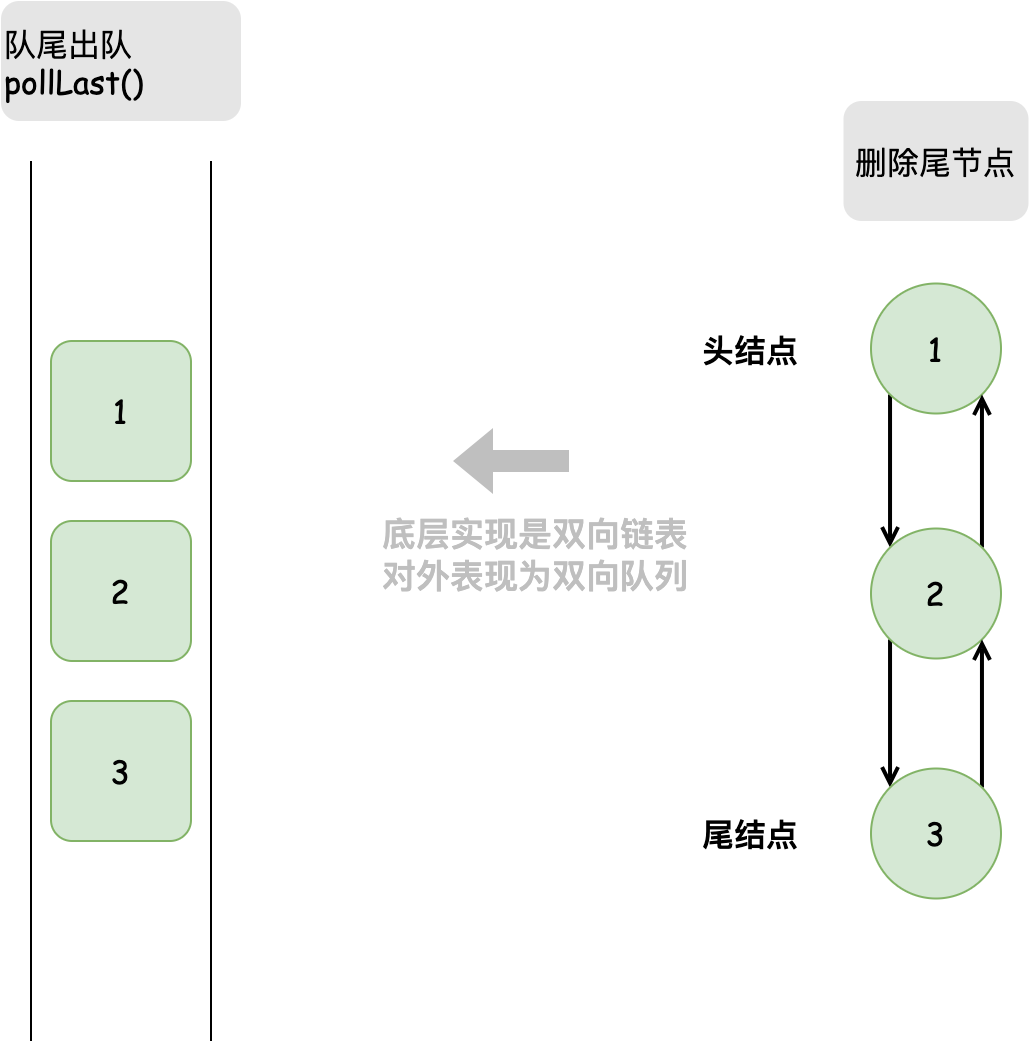 队尾出队
pollLast()
删除尾节点
1
2
3
底层实现是双向链表
对外表现为双向队列
头结点
1
2
尾结点
3